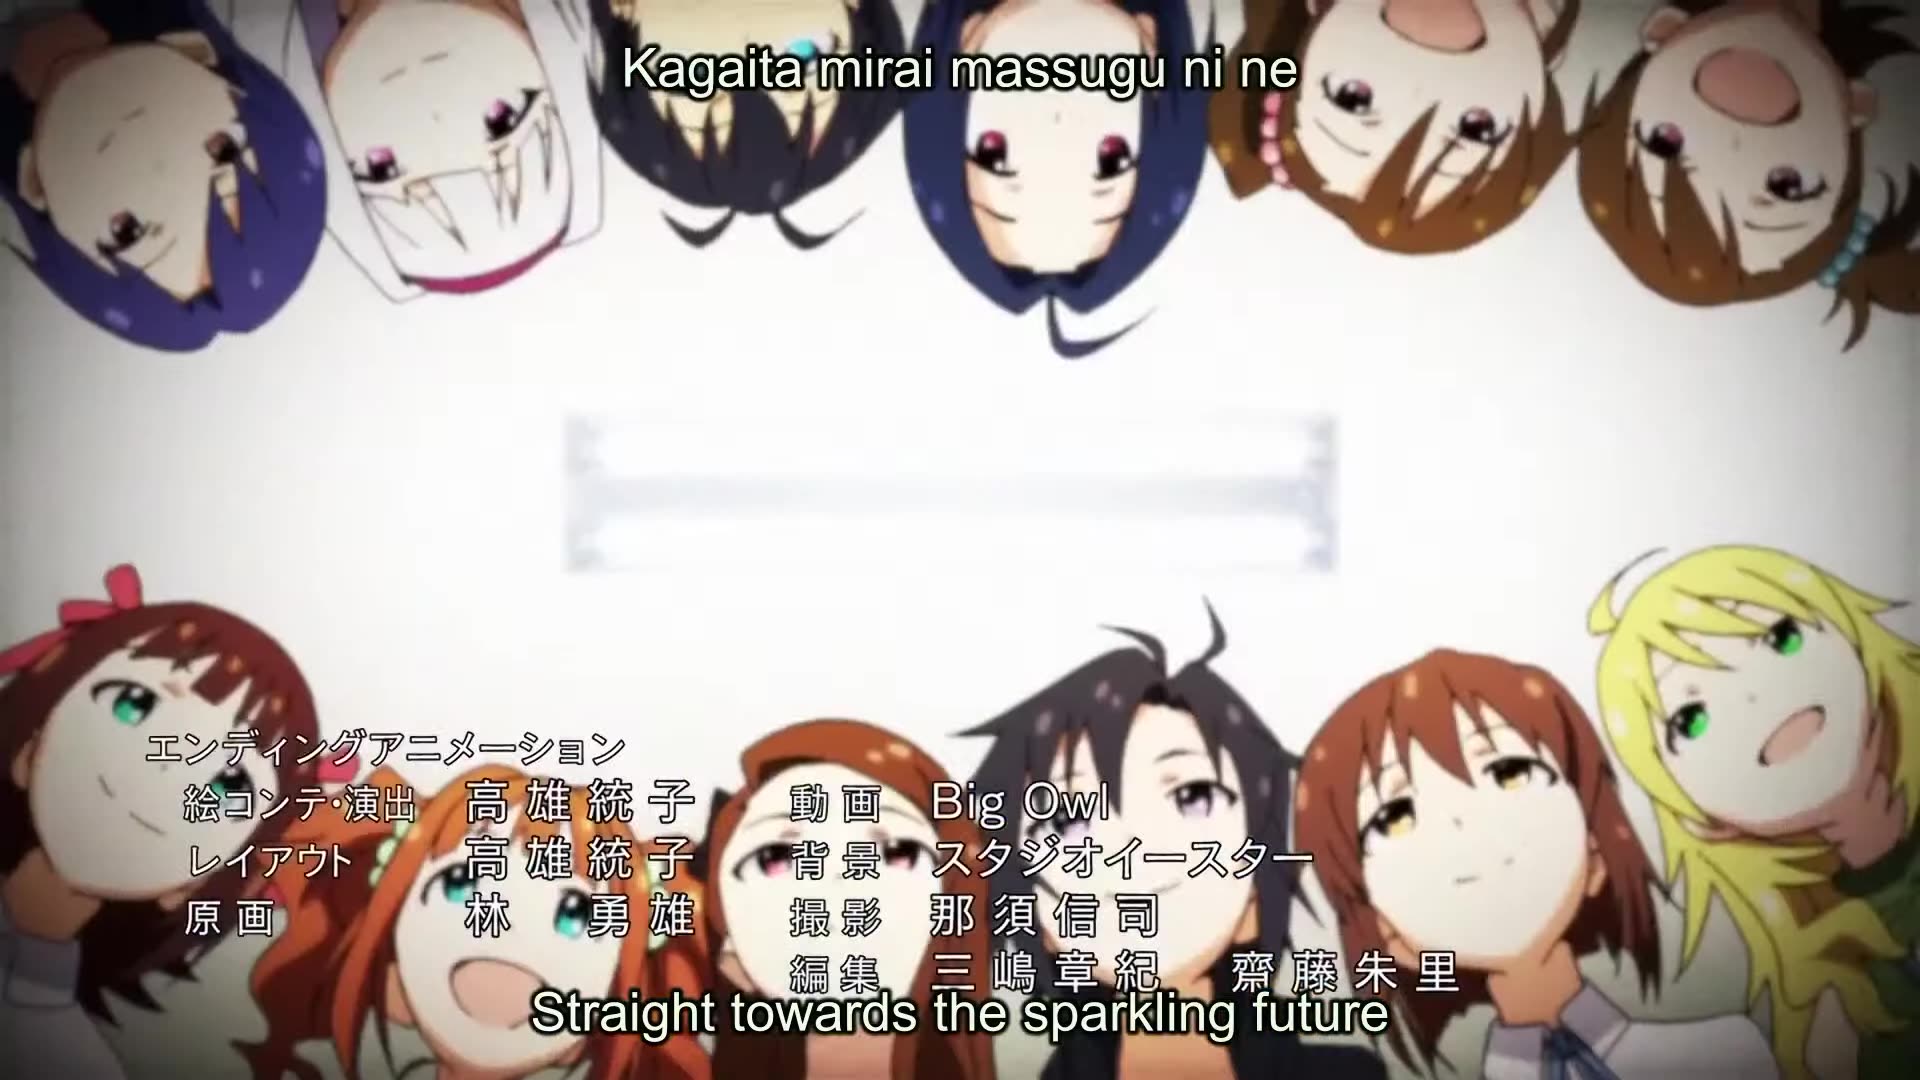 Kagaita mirai massugu ni ne
エンディングアニメーション
絵コンテ・演出 高雄統子 動画 Big Owl
レイアウト 高雄統子 背景 スタジオイースター
原画 林 勇雄 撮影 那須信司
編集 三嶋章紀 齋藤朱里
Straight towards the sparkling future